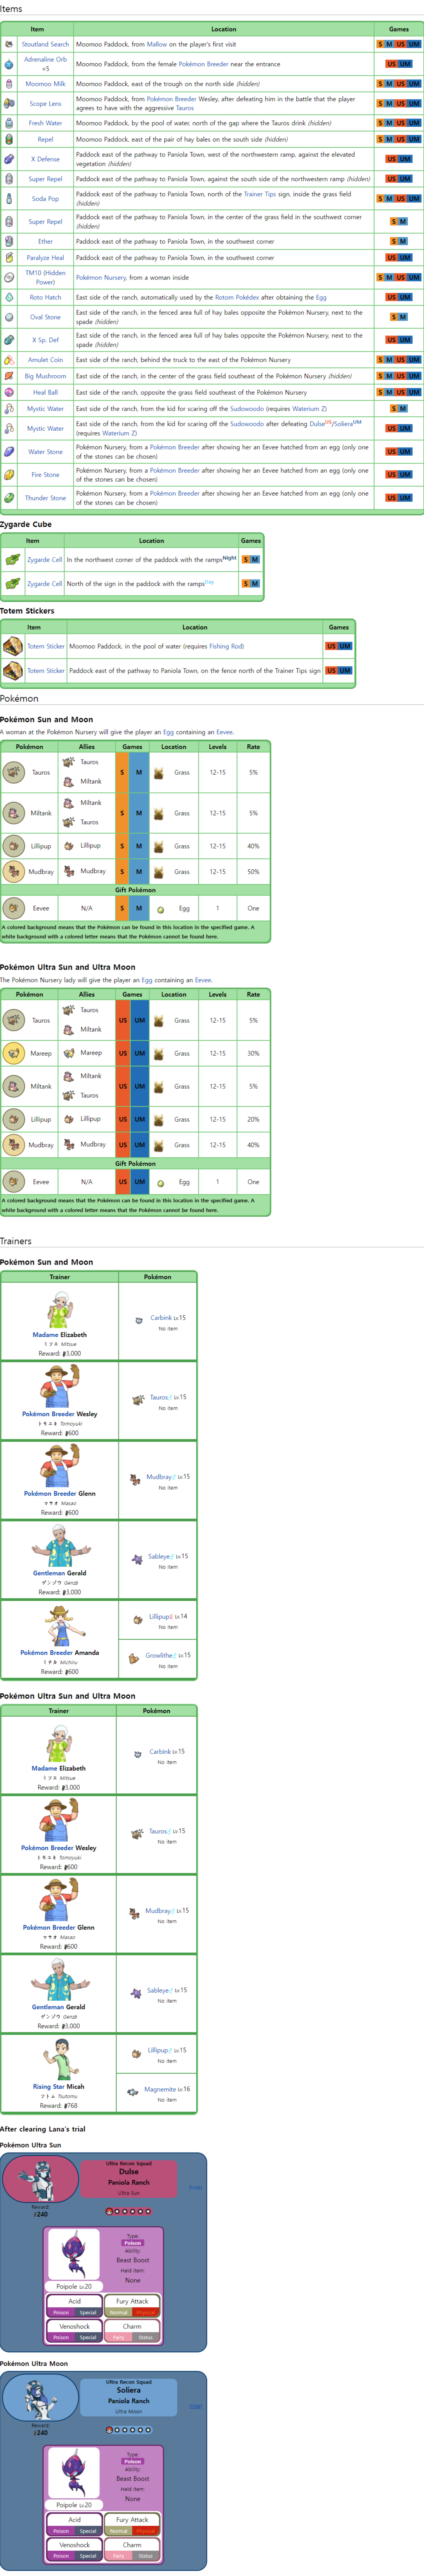 Items
Item Location Games
Stoutland Search Moomoo Paddock, from Mallow on the player's first visit S M US UM
Adrenaline Orb ×5 Moomoo Paddock, from the female Pokémon Breeder near the entrance US UM
Moomoo Milk Moomoo Paddock, east of the trough on the north side (hidden) S M US UM
Scope Lens Moomoo Paddock, from Pokémon Breeder Wesley, after defeating him in the battle that the player
agrees to have with the aggressive Tauros S M US UM
Fresh Water Moomoo Paddock, by the pool of water, north of the gap where the Tauros drink (hidden) S M US UM
Repel Moomoo Paddock, east of the pair of hay bales on the south side (hidden) S M US UM
X Defense Paddock east of the pathway to Paniola Town, west of the northwestern ramp, against the elevated
vegetation (hidden) US UM
Super Repel Paddock east of the pathway to Paniola Town, against the south side of the northwestern ramp (hidden) US UM
Soda Pop Paddock east of the pathway to Paniola Town, north of the Trainer Tips sign, inside the grass field
(hidden) S M US UM
Super Repel Paddock east of the pathway to Paniola Town, in the center of the grass field in the southwest corner
(hidden) S M
Ether Paddock east of the pathway to Paniola Town, in the southwest corner S M
Paralyze Heal Paddock east of the pathway to Paniola Town, in the southwest corner US UM
TM10 (Hidden Power) Pokémon Nursery, from a woman inside S M US UM
Roto Hatch East side of the ranch, automatically used by the Rotom Pokédex after obtaining the Egg US UM
Oval Stone East side of the ranch, in the fenced area full of hay bales opposite the Pokémon Nursery, next to the
spade (hidden) S M
X Sp. Def East side of the ranch, in the fenced area full of hay bales opposite the Pokémon Nursery, next to the
spade (hidden) US UM
Amulet Coin East side of the ranch, behind the truck to the east of the Pokémon Nursery S M US UM
Big Mushroom East side of the ranch, in the center of the grass field southeast of the Pokémon Nursery (hidden) S M US UM
Heal Ball East side of the ranch, opposite the grass field southeast of the Pokémon Nursery S M US UM
Mystic Water East side of the ranch, from the kid for scaring off the Sudowoodo (requires Waterium Z) S M
Mystic Water East side of the ranch, from the kid for scaring off the Sudowoodo after defeating Dulse US/Soliera UM
(requires Waterium Z) US UM
Water Stone Pokémon Nursery, from a Pokémon Breeder after showing her an Eevee hatched from an egg (only one
of the stones can be chosen) US UM
Fire Stone Pokémon Nursery, from a Pokémon Breeder after showing her an Eevee hatched from an egg (only one
of the stones can be chosen) US UM
Thunder Stone Pokémon Nursery, from a Pokémon Breeder after showing her an Eevee hatched from an egg (only one
of the stones can be chosen) US UM
Zygarde Cube
Item Location Games
Zygarde Cell In the northwest corner of the paddock with the ramps Night S M
Zygarde Cell North of the sign in the paddock with the ramps Day S M
Totem Stickers
Item Location Games
Totem Sticker Moomoo Paddock, in the pool of water (requires Fishing Rod) US UM
Totem Sticker Paddock east of the pathway to Paniola Town, on the fence north of the Trainer Tips sign US UM
Pokémon
Pokémon Sun and Moon
A woman at the Pokémon Nursery will give the player an Egg containing an Eevee.
Pokémon Allies Games Location Levels Rate
Tauros Tauros Miltank S M Grass 12-15 5%
Miltank Miltank Tauros S M Grass 12-15 5%
Lillipup Lillipup S M Grass 12-15 40%
Mudbray Mudbray S M Grass 12-15 50%
Gift Pokémon
Eevee N/A S M Egg 1 One
A colored background means that the Pokémon can be found in this location in the specified game. A
white background with a colored letter means that the Pokémon cannot be found here.
Pokémon Ultra Sun and Ultra Moon
The Pokémon Nursery lady will give the player an Egg containing an Eevee.
Pokémon Allies Games Location Levels Rate
Tauros Tauros Miltank US UM Grass 12-15 5%
Mareep Mareep US UM Grass 12-15 30%
Miltank Miltank Tauros US UM Grass 12-15 5%
Lillipup Lillipup US UM Grass 12-15 20%
Mudbray Mudbray US UM Grass 12-15 40%
Gift Pokémon
Eevee N/A US UM Egg 1 One
A colored background means that the Pokémon can be found in this location in the specified game. A
white background with a colored letter means that the Pokémon cannot be found here.
Trainers
Pokémon Sun and Moon
Trainer Pokémon
Madame Elizabeth
ミツエ Mitsue
Reward: 3,000
Carbink Lv.15
No item
Pokémon Breeder Wesley
トモユキ Tomoyuki
Reward: 600
Tauros♂ Lv.15
No item
Pokémon Breeder Glenn
マサオ Masao
Reward: 600
Mudbray♂ Lv.15
No item
Gentleman Gerald
ゲンゾウ Genzō
Reward: 3,000
Sableye♂ Lv.15
No item
Pokémon Breeder Amanda
ミチル Michiru
Reward: 600
Lillipup♀ Lv.14
No item
Growlithe♂ Lv.15
No item
Pokémon Ultra Sun and Ultra Moon
Trainer Pokémon
Madame Elizabeth
ミツエ Mitsue
Reward: 3,000
Carbink Lv.15
No item
Pokémon Breeder Wesley
トモユキ Tomoyuki
Reward: 600
Tauros♂ Lv.15
No item
Pokémon Breeder Glenn
マサオ Masao
Reward: 600
Mudbray♂ Lv.15
No item
Gentleman Gerald
ゲンゾウ Genzō
Reward: 3,000
Sableye♂ Lv.15
No item
Rising Star Micah
ツトム Tsutomu
Reward: 768
Lillipup♂ Lv.15
No item
Magnemite Lv.16
No item
After clearing Lana's trial
Pokémon Ultra Sun
Ultra Recon Squad
Dulse
Paniola Ranch
Ultra Sun
Reward:
240
Type:
Poison
Ability:
Beast Boost
Held item:
None
Poipole Lv.20
Acid Fury Attack
Poison Special Normal Physical
Venoshock Charm
Poison Special Fairy Status
Pokémon Ultra Moon
Ultra Recon Squad
Soliera
Paniola Ranch
Ultra Moon
Reward:
240
Type:
Poison
Ability:
Beast Boost
Held item:
None
Poipole Lv.20
Acid Fury Attack
Poison Special Normal Physical
Venoshock Charm
Poison Special Fairy Status